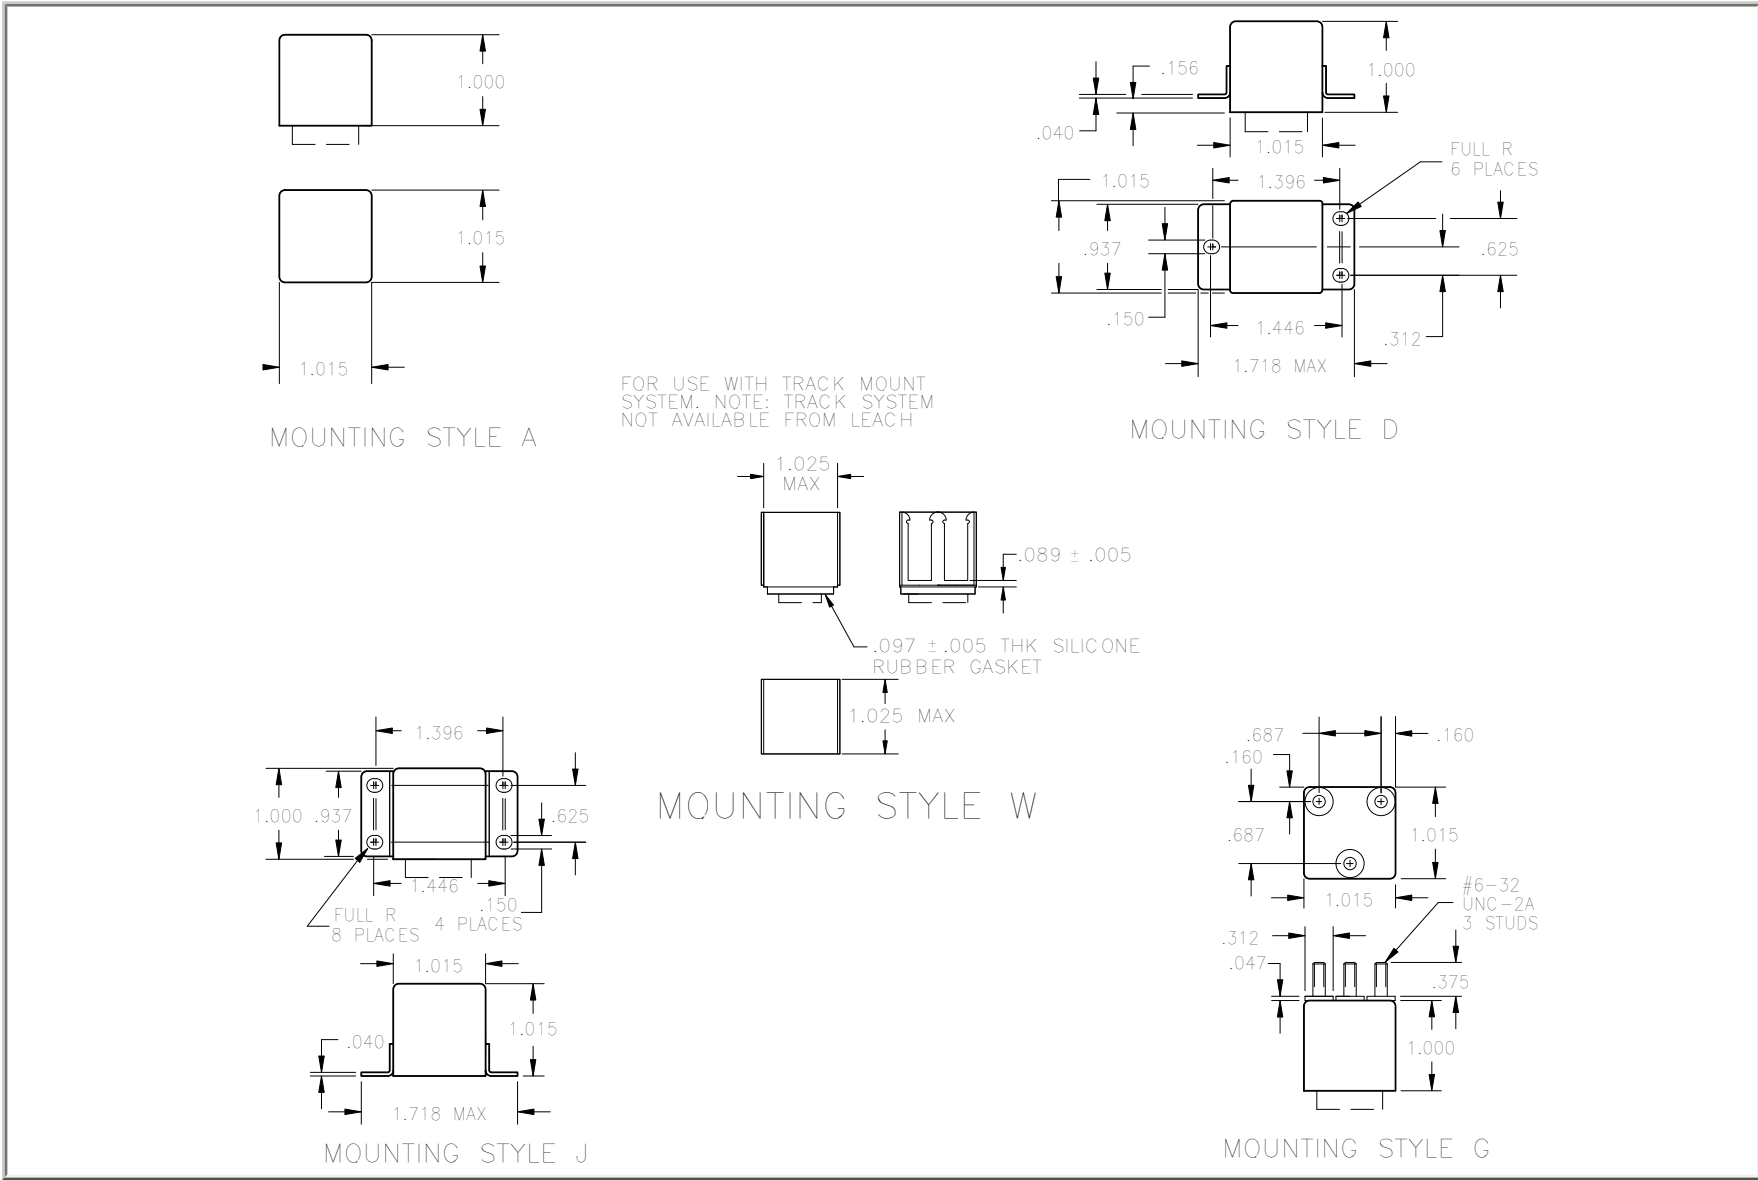 1.000
1.015
1.015
MOUNTING STYLE A
.156
1.000
.040
1.015
FULL R
6 PLACES
1.015
1.396
.937
.625
.150
1.446
.312
1.718 MAX
MOUNTING STYLE D
FOR USE WITH TRACK MOUNT
SYSTEM. NOTE: TRACK SYSTEM
NOT AVAILABLE FROM LEACH
1.025
MAX
.089 ± .005
.097 ± .005 THK SILICONE
RUBBER GASKET
1.025 MAX
MOUNTING STYLE W
1.396
1.000 .937
.625
1.446
.150
4 PLACES
FULL R
8 PLACES
1.015
1.015
.040
1.718 MAX
MOUNTING STYLE J
.687
.160
.160
.687
1.015
1.015
#6-32
UNC-2A
3 STUDS
.312
.047
.375
1.000
MOUNTING STYLE G